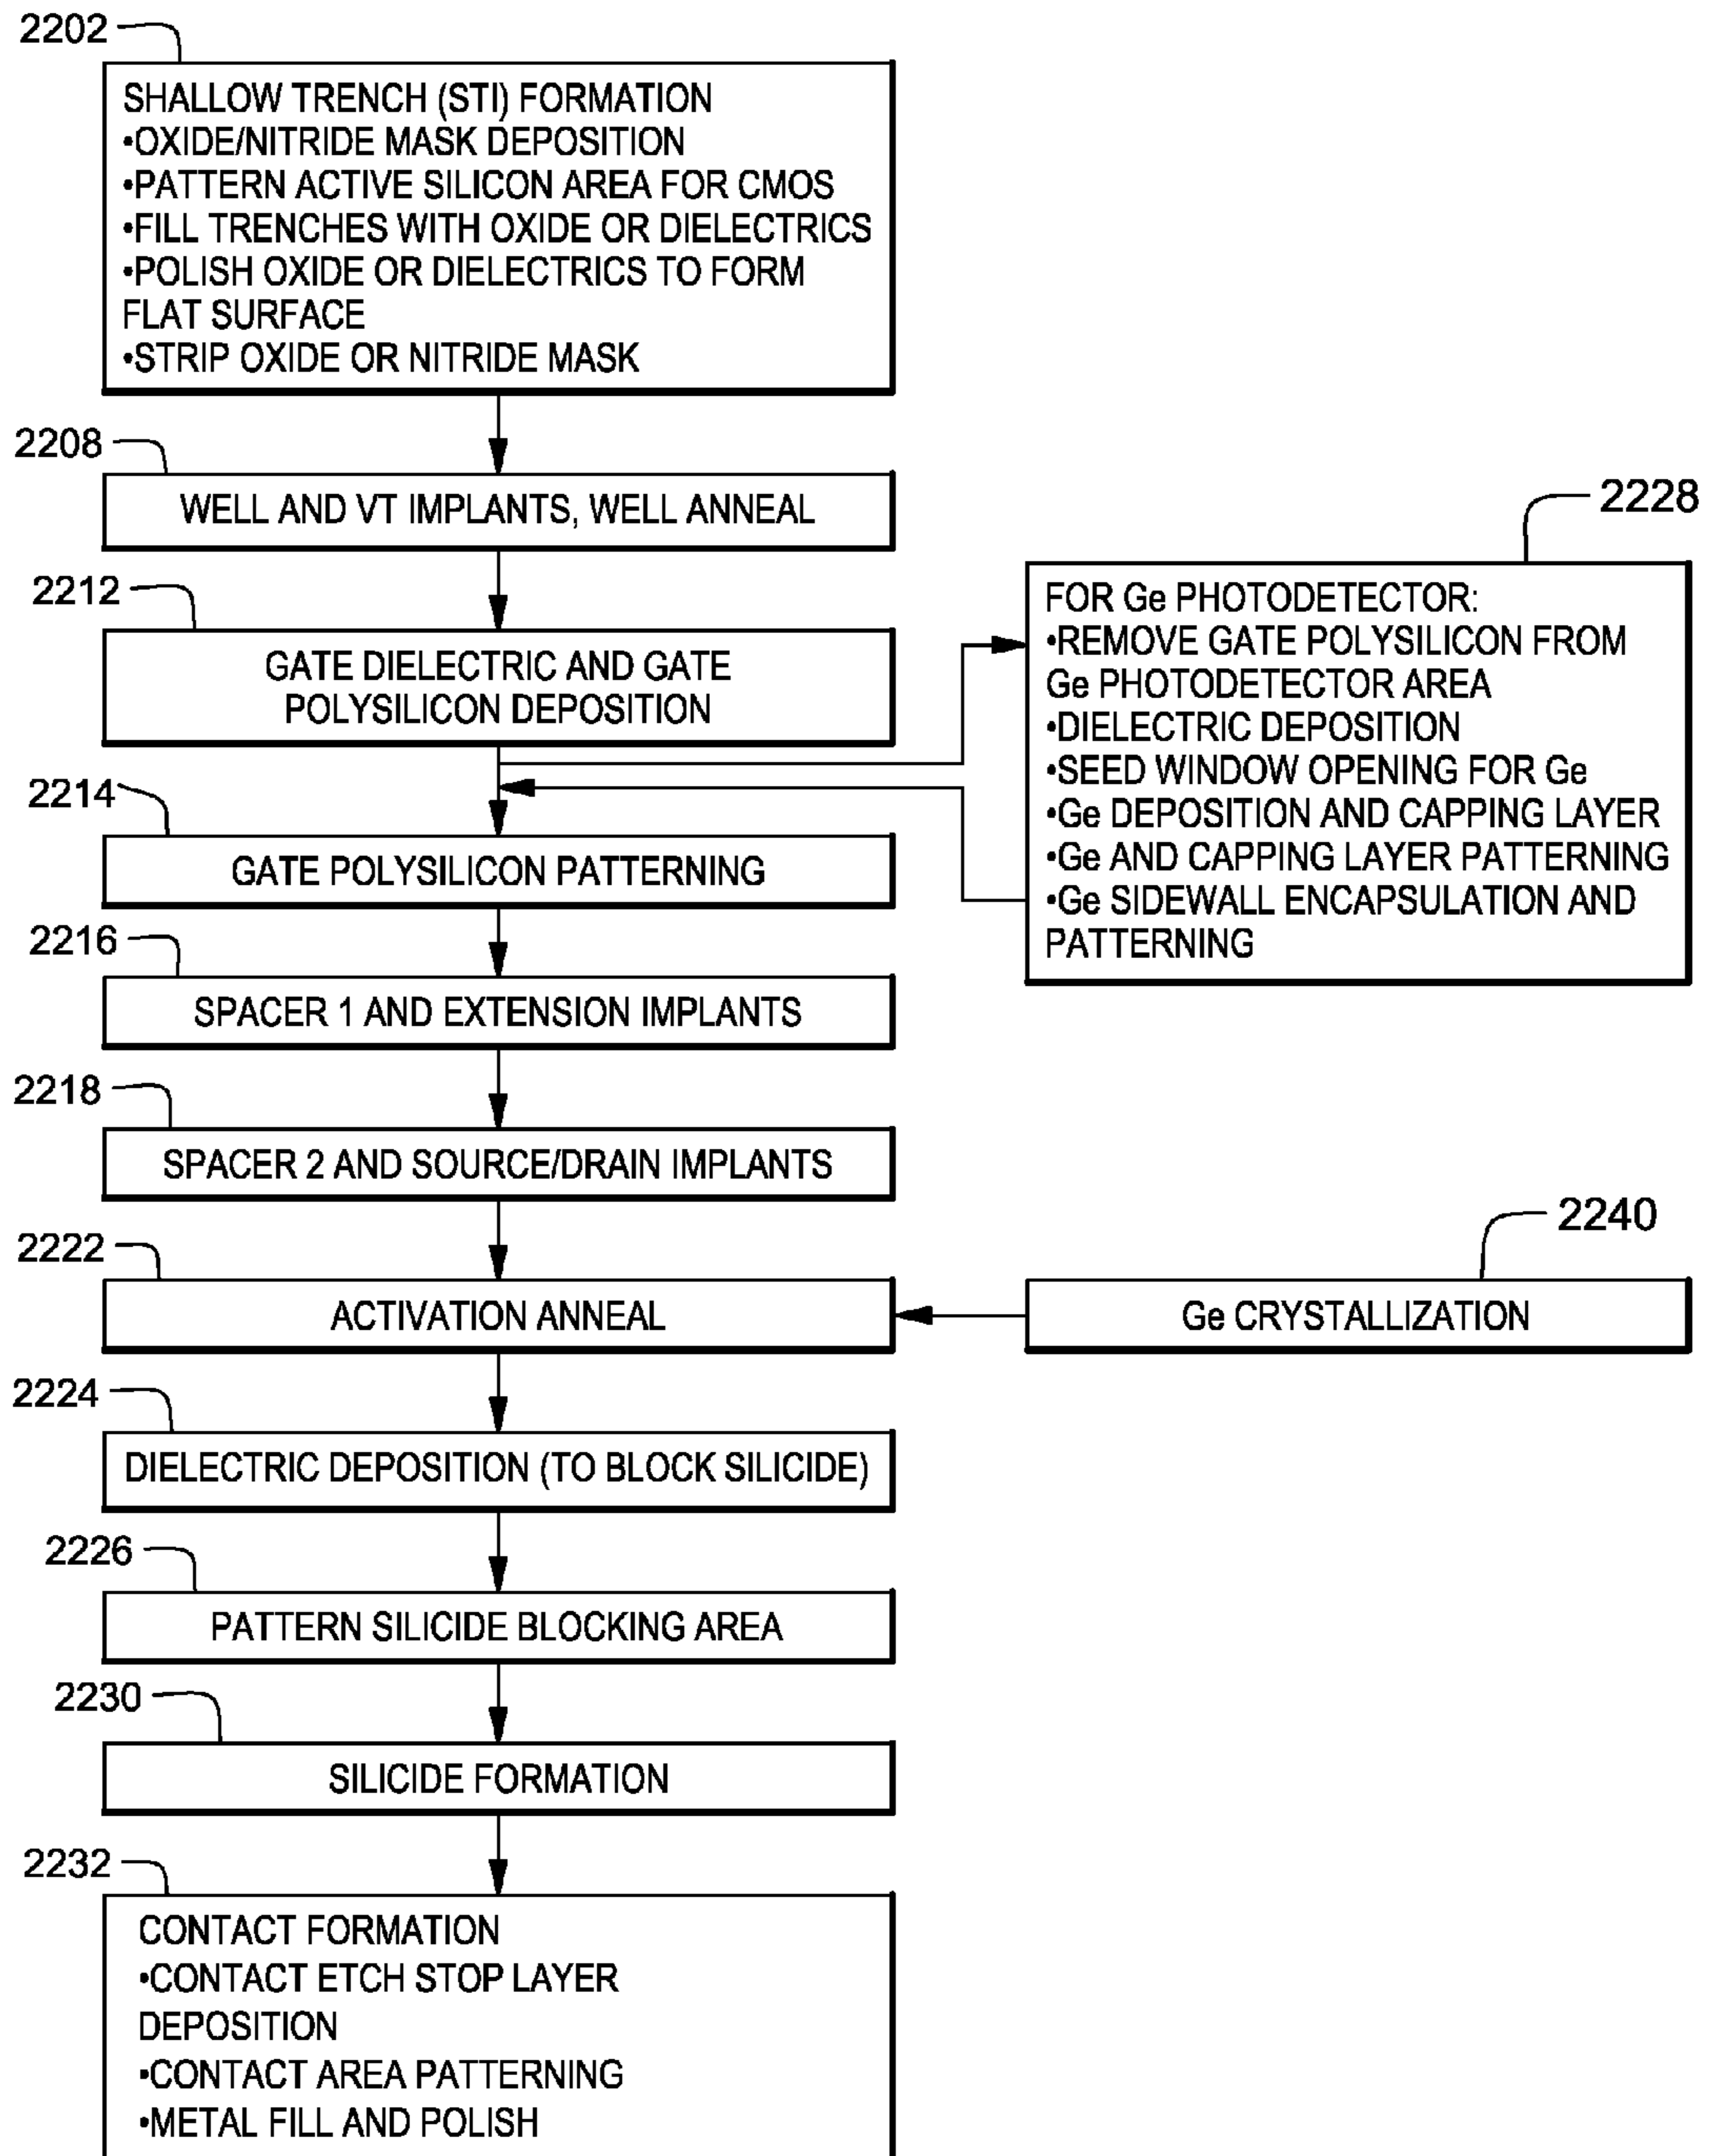 2202
SHALLOW TRENCH (STI) FORMATION
•OXIDE/NITRIDE MASK DEPOSITION
•PATTERN ACTIVE SILICON AREA FOR CMOS
•FILL TRENCHES WITH OXIDE OR DIELECTRICS
•POLISH OXIDE OR DIELECTRICS TO FORM
FLAT SURFACE
•STRIP OXIDE OR NITRIDE MASK
2208
WELL AND VT IMPLANTS, WELL ANNEAL
2212
GATE DIELECTRIC AND GATE
POLYSILICON DEPOSITION
2228
FOR Ge PHOTODETECTOR:
•REMOVE GATE POLYSILICON FROM
Ge PHOTODETECTOR AREA
•DIELECTRIC DEPOSITION
•SEED WINDOW OPENING FOR Ge
•Ge DEPOSITION AND CAPPING LAYER
•Ge AND CAPPING LAYER PATTERNING
•Ge SIDEWALL ENCAPSULATION AND
PATTERNING
2214
GATE POLYSILICON PATTERNING
2216
SPACER 1 AND EXTENSION IMPLANTS
2218
SPACER 2 AND SOURCE/DRAIN IMPLANTS
2222
ACTIVATION ANNEAL
2240
Ge CRYSTALLIZATION
2224
DIELECTRIC DEPOSITION (TO BLOCK SILICIDE)
2226
PATTERN SILICIDE BLOCKING AREA
2230
SILICIDE FORMATION
2232
CONTACT FORMATION
•CONTACT ETCH STOP LAYER
DEPOSITION
•CONTACT AREA PATTERNING
•METAL FILL AND POLISH